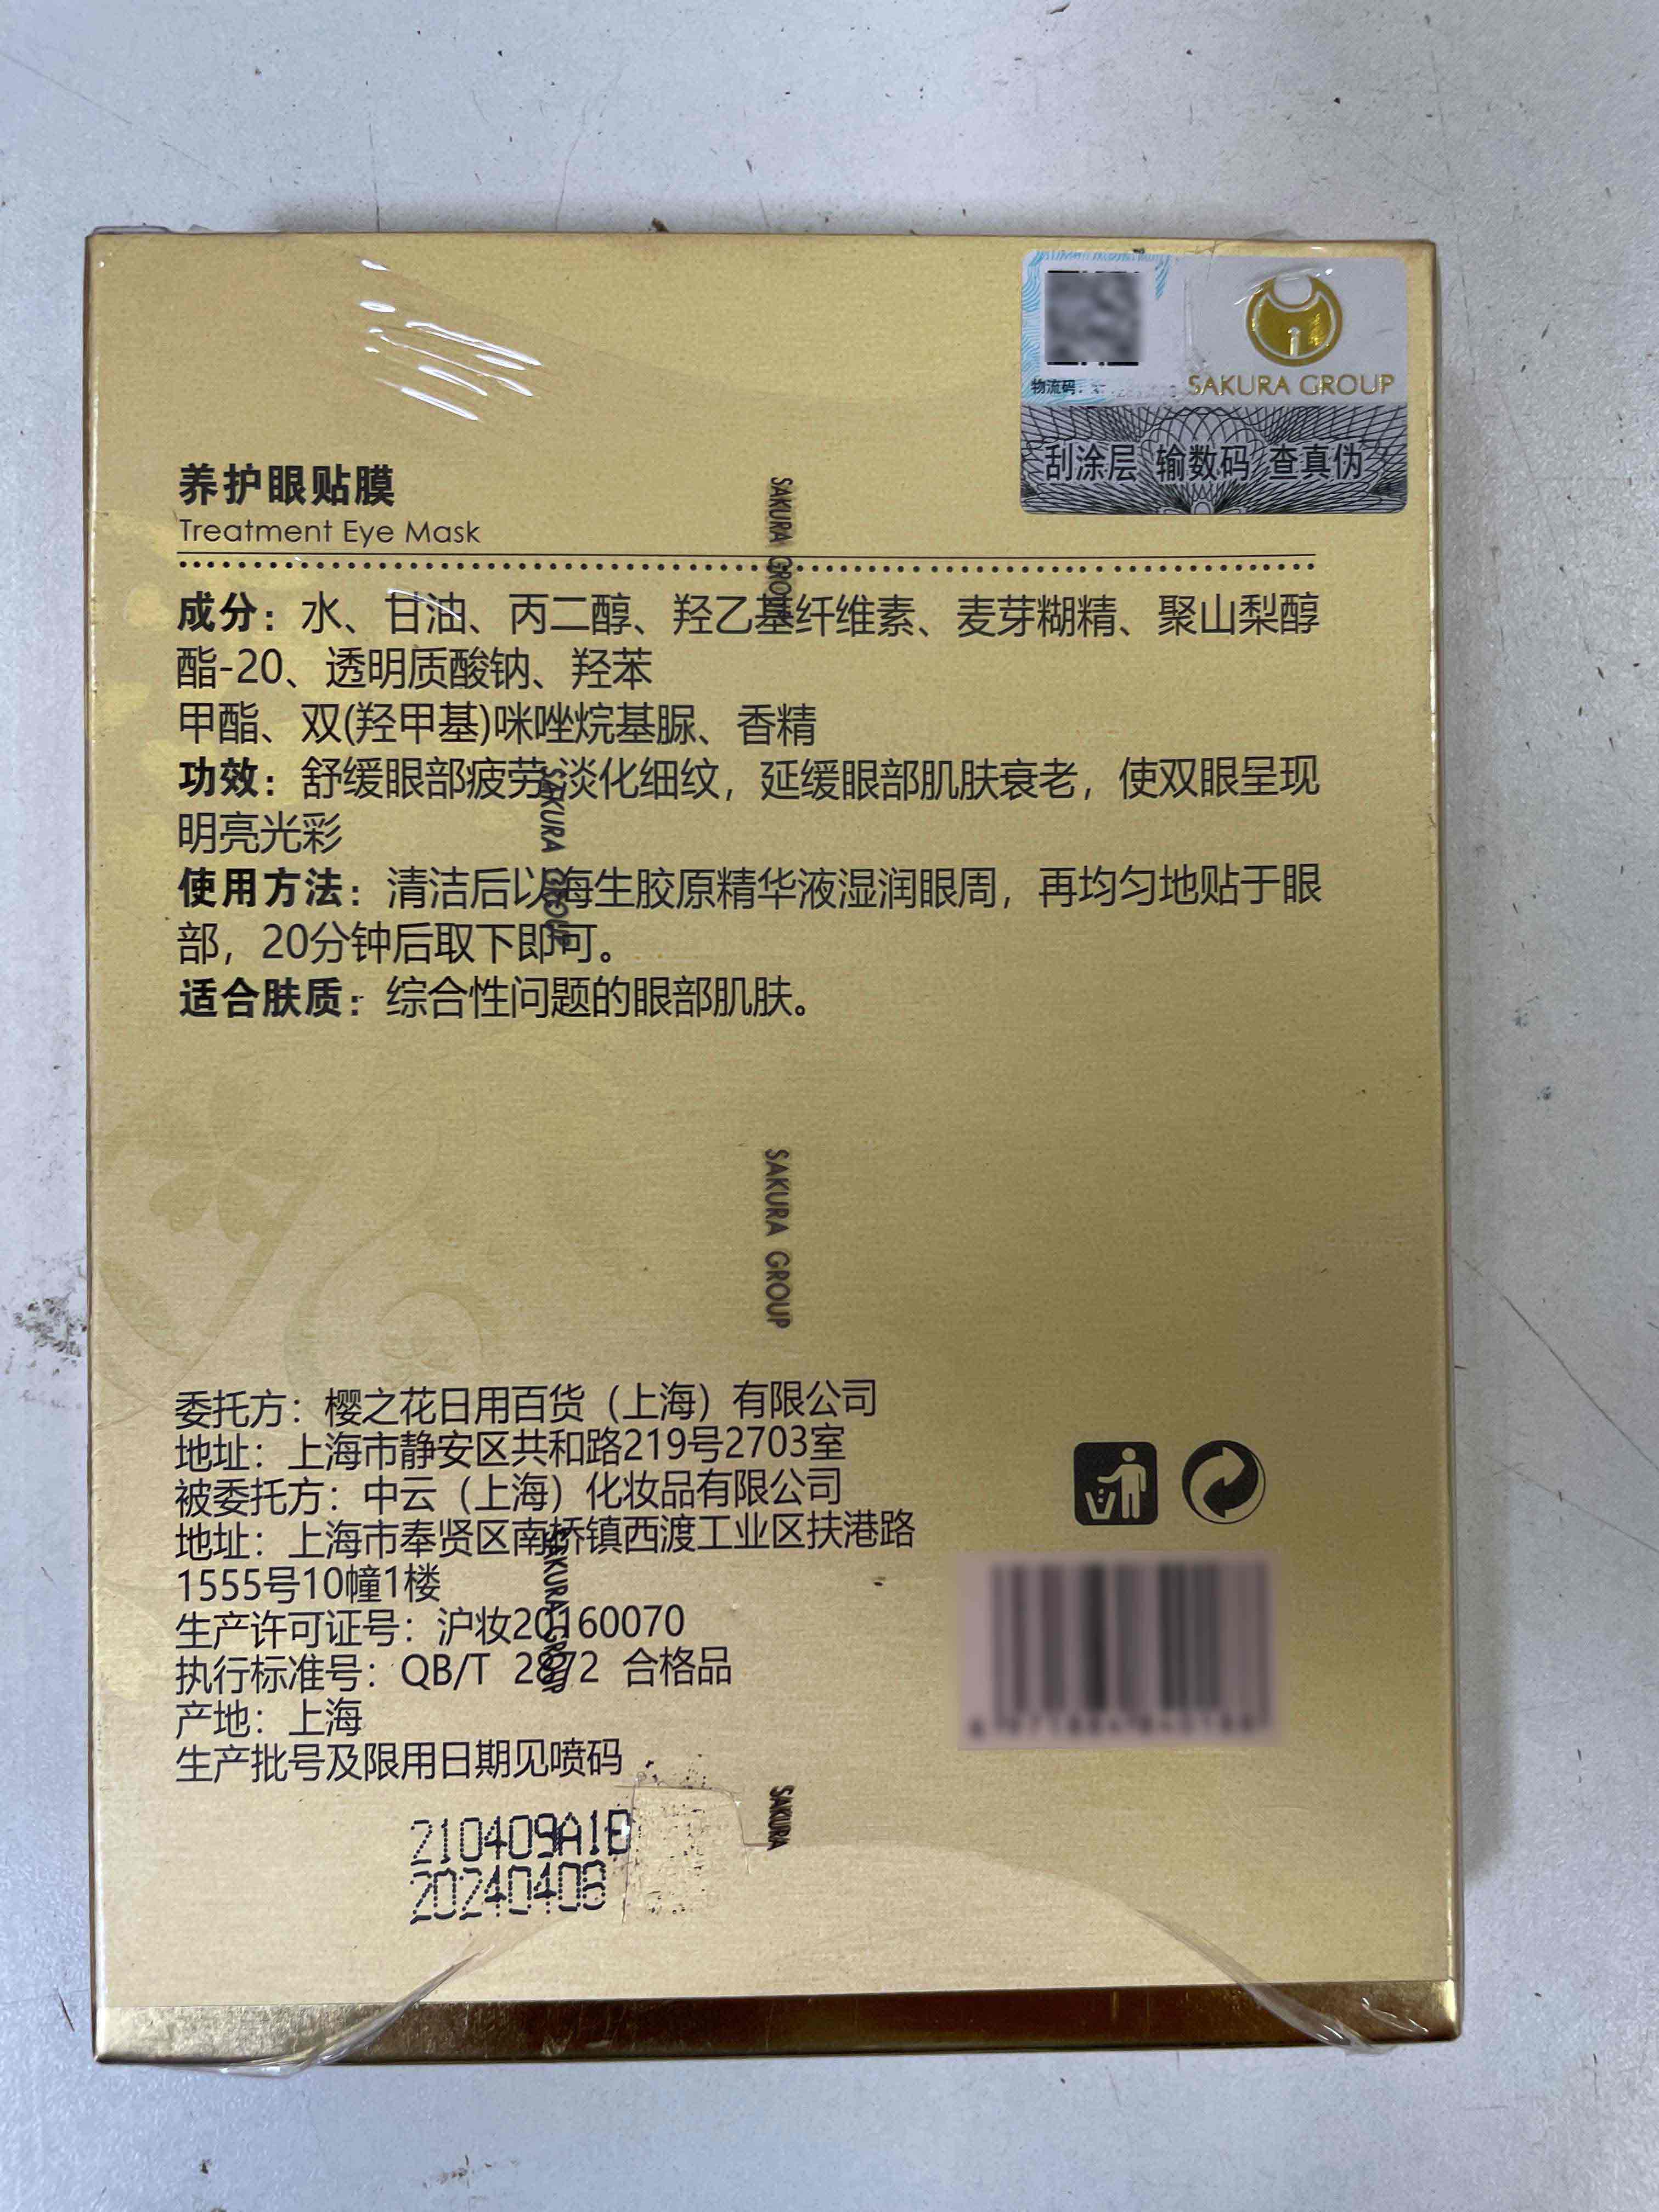 SAKURA GROUP
物流码:
刮涂层 输数码 查真伪
养护眼贴膜
Treatment Eye Mask
成分：水、甘油、丙二醇、羟乙基纤维素、麦芽糊精、聚山梨醇
酯-20、透明质酸钠、羟苯
甲酯、双(羟甲基)咪唑烷基脲、香精
功效：舒缓眼部疲劳,淡化细纹，延缓眼部肌肤衰老，使双眼呈现
明亮光彩
使用方法：清洁后以海生胶原精华液湿润眼周，再均匀地贴于眼
部，20分钟后取下即可。
适合肤质：综合性问题的眼部肌肤。
SAKURA GROUP
SAKURA GROUP
SAKURA GROUP
委托方：樱之花日用百货（上海）有限公司
地址：上海市静安区共和路219号2703室
被委托方：中云（上海）化妆品有限公司
地址：上海市奉贤区南桥镇西渡工业区扶港路
1555号10幢1楼
生产许可证号：沪妆20160070
执行标准号：QB/T 2872 合格品
产地：上海
生产批号及限用日期见喷码
SAKURA GROUP
SAKURA
20240408